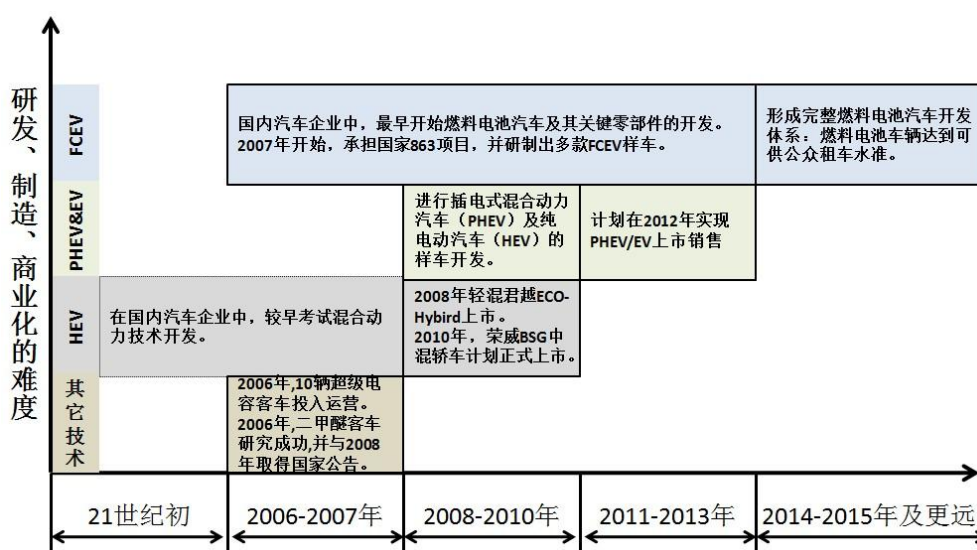 研发、制造、商业化的难度
FCEV
国内汽车企业中，最早开始燃料电池汽车及其关键零部件的开发。
2007年开始，承担国家863项目，并研制出多款FCEV样车。
形成完整燃料电池汽车开发
体系：燃料电池车辆达到可
供公众租车水准。
PHEV&EV
进行插电式混合动力
汽车（PHEV）及纯
电动汽车（HEV）的
样车开发。
计划在2012年实现
PHEV/EV上市销售
HEV
在国内汽车企业中，较早考试混合动
力技术开发。
2008年轻混君越ECO-
Hybird上市。
2010年，荣威BSG中
混轿车计划正式上市。
其它技术
2006年,10辆超级电
容客车投入运营。
2006年,二甲醚客车
研究成功,并与2008
年取得国家公告。
21世纪初
2006-2007年
2008-2010年
2011-2013年
2014-2015年及更远